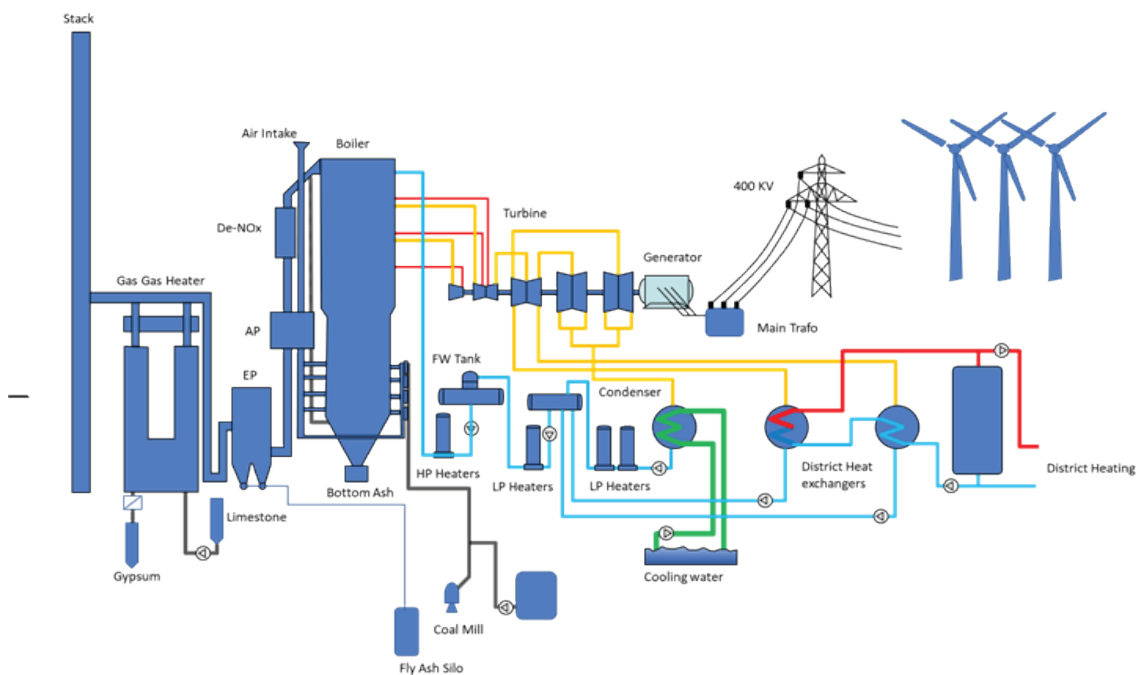 Stack
Air Intake
Boiler
400 KV
De-NOx
Turbine
Generator
Gas Gas Heater
AP
Main Trafo
FW Tank
EP
Condenser
HP Heaters
LP Heaters
LP Heaters
District Heat
exchangers
District Heating
Bottom Ash
Limestone
Gypsum
Cooling water
Coal Mill
Fly Ash Silo